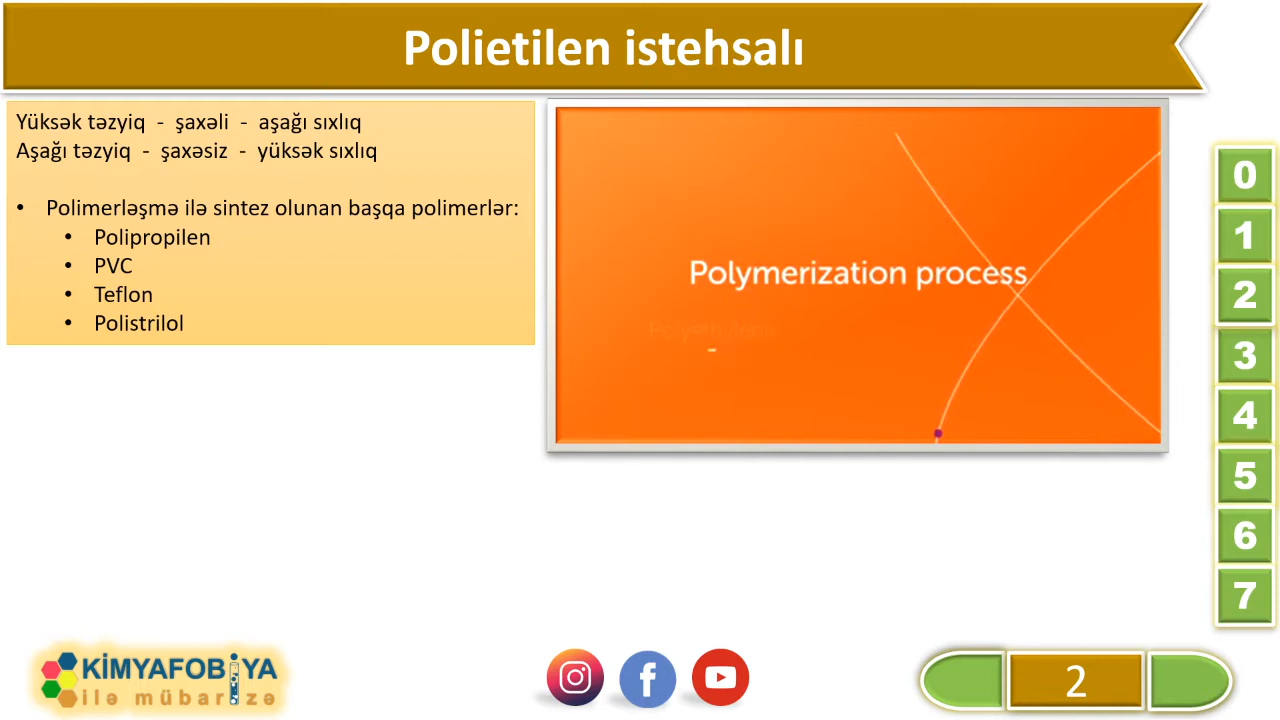 Polietilen istehsalı
Yüksək təzyiq - şaxəli - aşağı sıxlıq
Aşağı təzyiq - şaxəsiz - yüksək sıxlıq
• Polimerləşmə ilə sintez olunan başqa polimerlər:
• Polipropilen
• PVC
• Teflon
• Polistrilol
Polymerization process
Polyethylene
0
1
2
3
4
5
6
7
KİMYAFOBİYA
ilə mübarizə
2